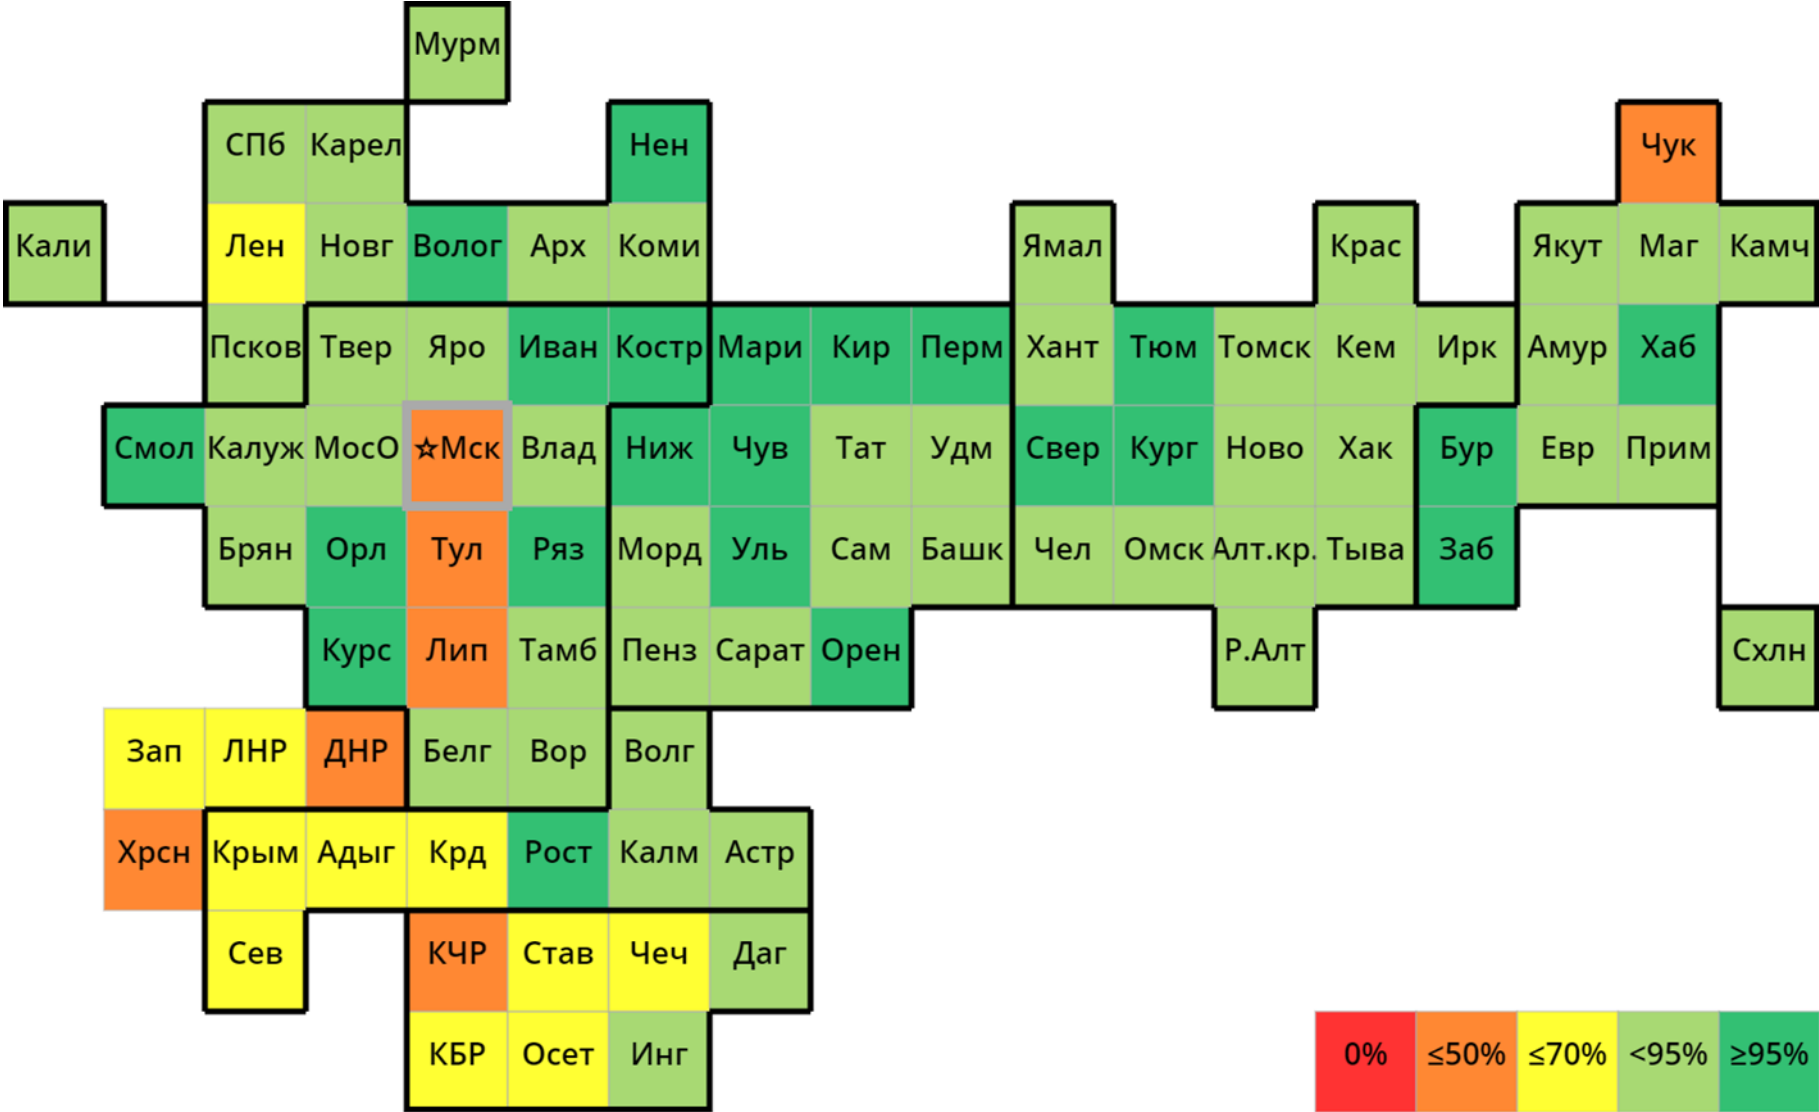 Мурм
СПб Карел Нен Чук
Кали Лен Новг Волог Арх Коми Ямал Крас Якут Маг Камч
Псков Твер Яро Иван Костр Мари Кир Перм Хант Тюм Томск Кем Ирк Амур Хаб
Смол Калуж МосО ☆Мск Влад Ниж Чув Тат Удм Свер Кург Ново Хак Бур Евр Прим
Брян Орл Тул Ряз Морд Уль Сам Башк Чел Омск Алт.кр. Тыва Заб
Курс Лип Тамб Пенз Сарат Орен Р.Алт Схлн
Зап ЛНР ДНР Белг Вор Волг
Хрсн Крым Адыг Крд Рост Калм Астр
Сев КЧР Став Чеч Даг
КБР Осет Инг 0% ≤50% ≤70% <95% ≥95%